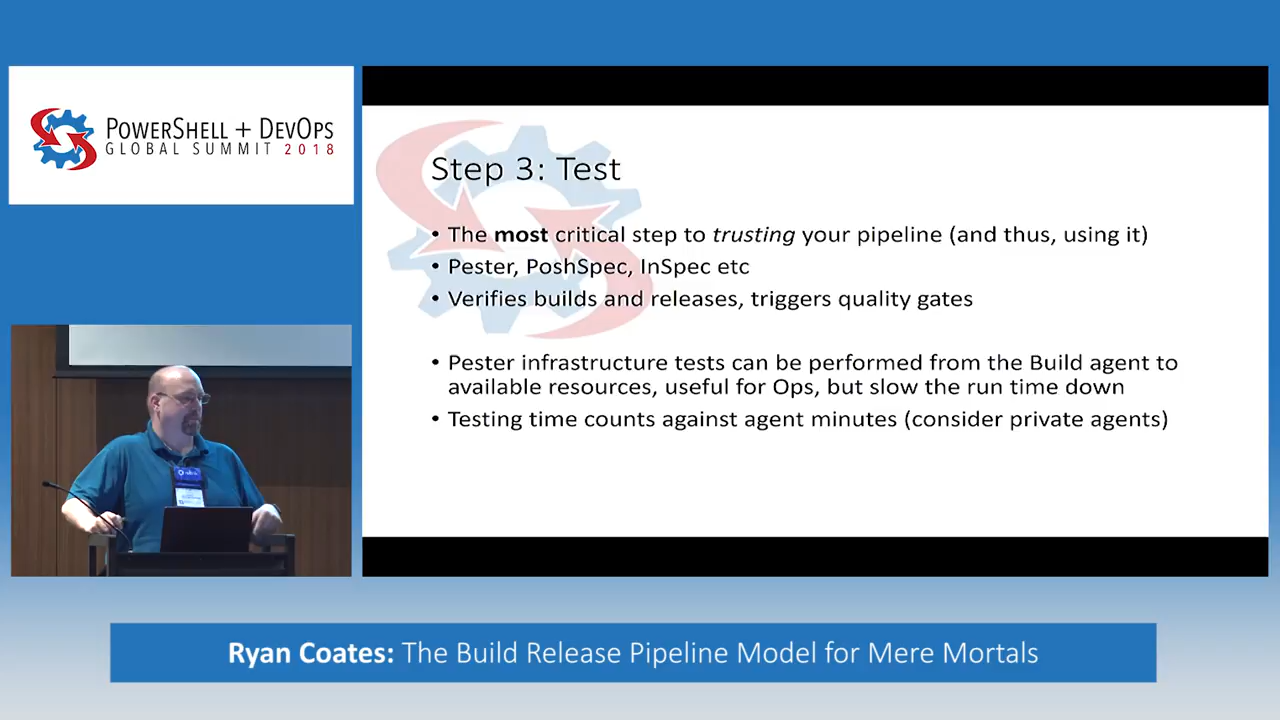 POWERSHELL + DEVOPS
GLOBAL SUMMIT 2018
Step 3: Test
• The most critical step to trusting your pipeline (and thus, using it)
• Pester, PoshSpec, InSpec etc
• Verifies builds and releases, triggers quality gates
• Pester infrastructure tests can be performed from the Build agent to
available resources, useful for Ops, but slow the run time down
• Testing time counts against agent minutes (consider private agents)
Ryan Coates: The Build Release Pipeline Model for Mere Mortals